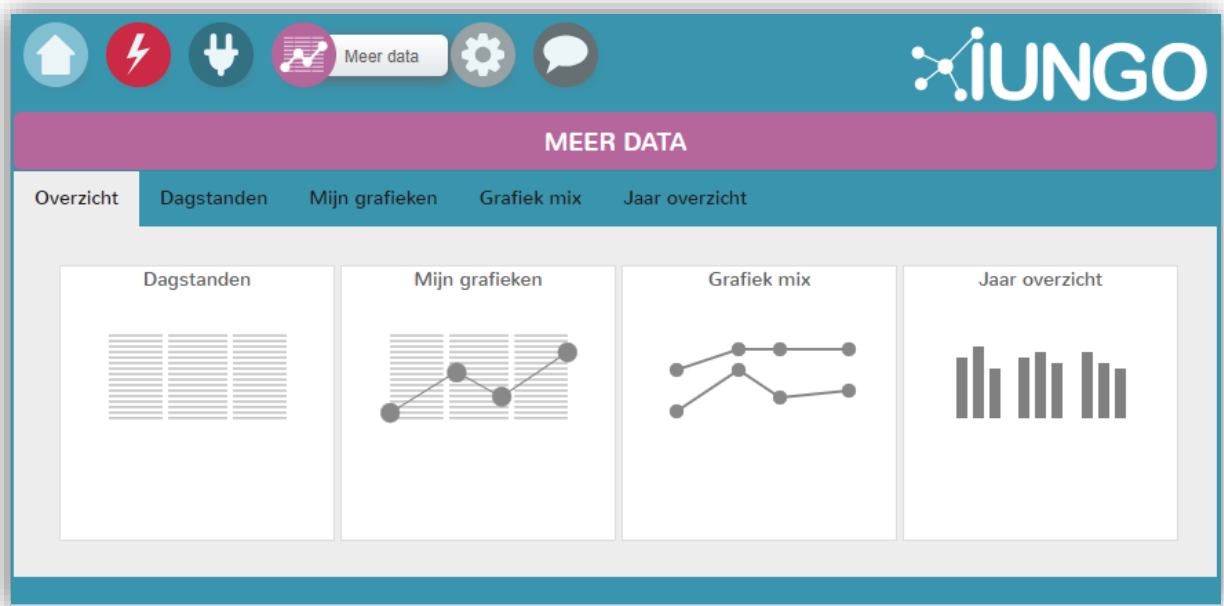 Meer data
iUNGO
MEER DATA
Overzicht Dagstanden Mijn grafieken Grafiek mix Jaar overzicht
Dagstanden Mijn grafieken Grafiek mix Jaar overzicht